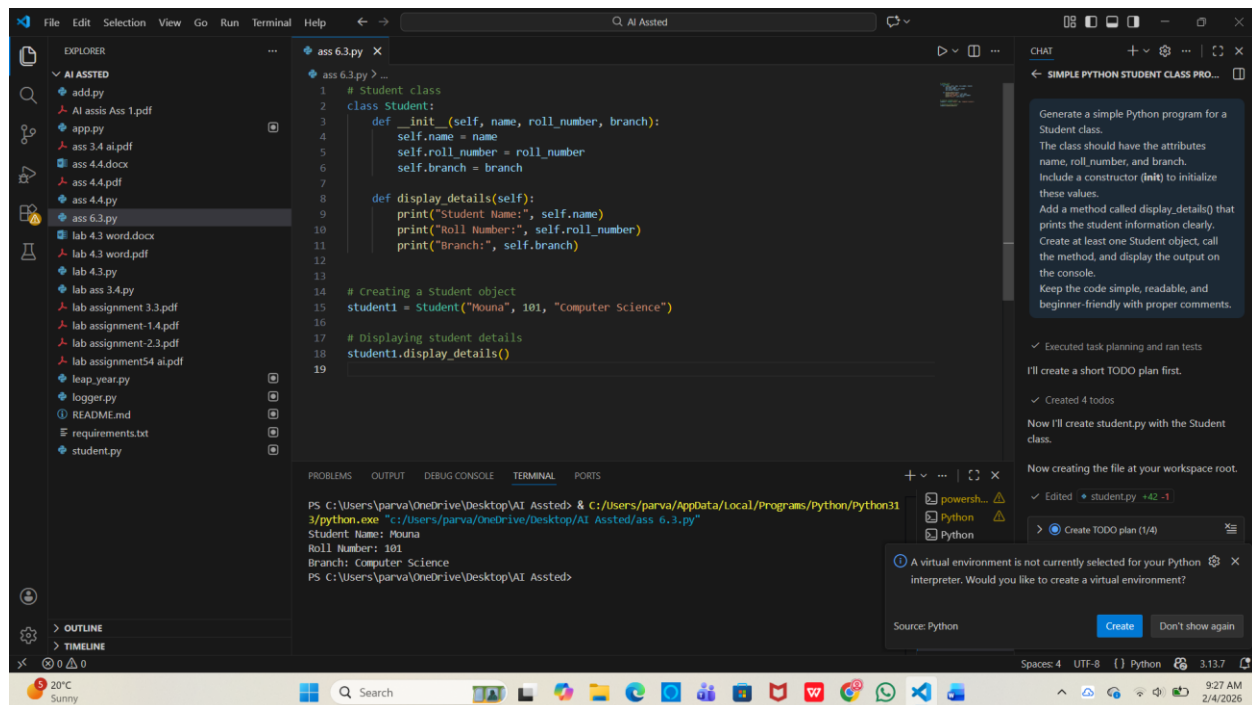 File Edit Selection View Go Run Terminal Help
AI Assted
EXPLORER
AI ASSTED
add.py
AI assis Ass 1.pdf
app.py
ass 3.4 ai.pdf
ass 4.4.docx
ass 4.4.pdf
ass 4.4.py
ass 6.3.py
lab 4.3 word.docx
lab 4.3 word.pdf
lab 4.3.py
lab ass 3.4.py
lab assignment 3.3.pdf
lab assignment-1.4.pdf
lab assignment-2.3.pdf
lab assignment54 ai.pdf
leap_year.py
logger.py
README.md
requirements.txt
student.py
OUTLINE
TIMELINE
ass 6.3.py
ass 6.3.py > ...
1 # Student class
2 class Student:
3     def __init__(self, name, roll_number, branch):
4         self.name = name
5         self.roll_number = roll_number
6         self.branch = branch
7
8     def display_details(self):
9         print("Student Name:", self.name)
10         print("Roll Number:", self.roll_number)
11         print("Branch:", self.branch)
12
13
14 # Creating a Student object
15 student1 = Student("Mouna", 101, "Computer Science")
16
17 # Displaying student details
18 student1.display_details()
19
PROBLEMS OUTPUT DEBUG CONSOLE TERMINAL PORTS
PS C:\Users\parva\OneDrive\Desktop\AI Assted> & C:/Users/parva/AppData/Local/Programs/Python/Python31
3/python.exe "c:/Users/parva/OneDrive/Desktop/AI Assted/ass 6.3.py"
Student Name: Mouna
Roll Number: 101
Branch: Computer Science
PS C:\Users\parva\OneDrive\Desktop\AI Assted>
powersh...
Python
Python
CHAT
SIMPLE PYTHON STUDENT CLASS PRO...
Generate a simple Python program for a
Student class.
The class should have the attributes
name, roll_number, and branch.
Include a constructor (init) to initialize
these values.
Add a method called display_details() that
prints the student information clearly.
Create at least one Student object, call
the method, and display the output on
the console.
Keep the code simple, readable, and
beginner-friendly with proper comments.
Executed task planning and ran tests
I'll create a short TODO plan first.
Created 4 todos
Now I'll create student.py with the Student
class.
Now creating the file at your workspace root.
Edited student.py +42 -1
Create TODO plan (1/4)
A virtual environment is not currently selected for your Python
interpreter. Would you like to create a virtual environment?
Source: Python
Create Don't show again
0 0
Spaces: 4 UTF-8 {} Python 3.13.7
5
20°C
Sunny
Search
9:27 AM
2/4/2026